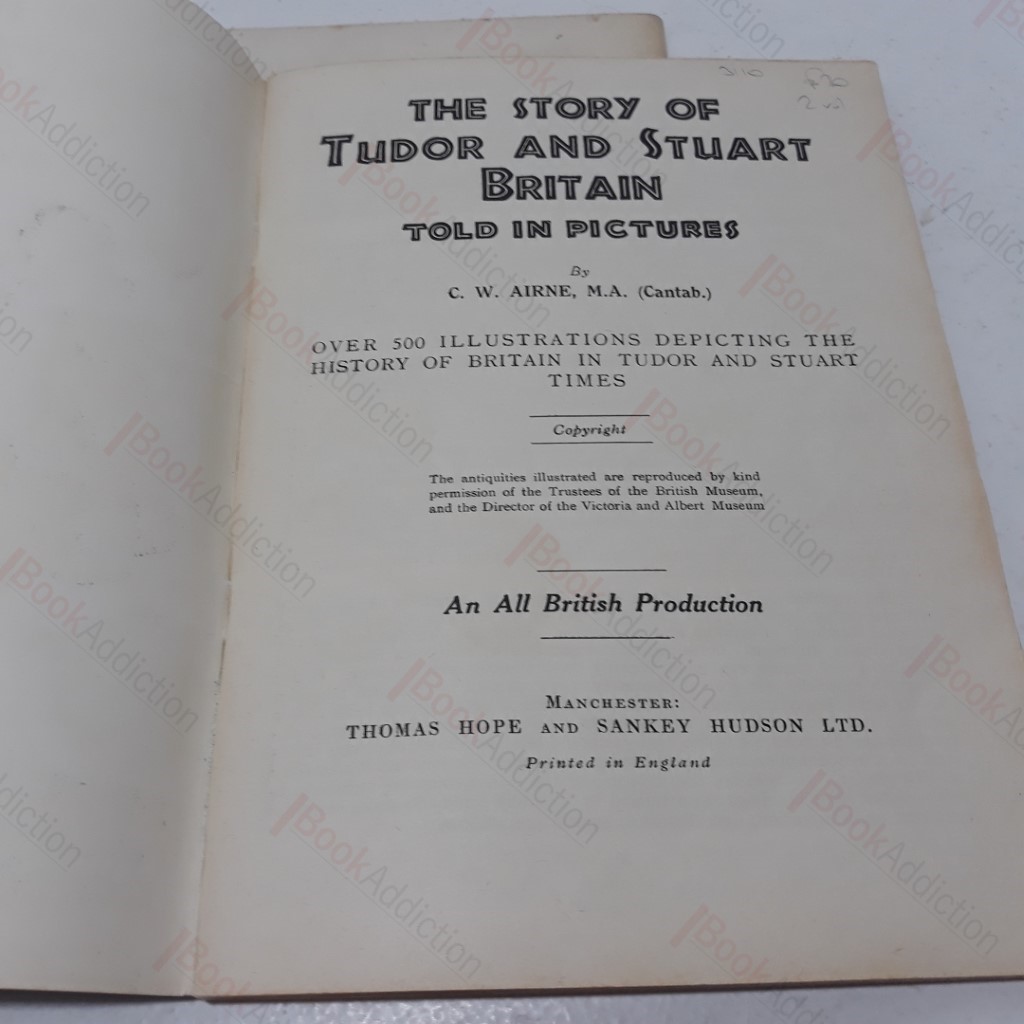 THE STORY OF
TUDOR AND STUART
BRITAIN
TOLD IN PICTURES
By
C. W. AIRNE, M.A. (Cantab.)
OVER 500 ILLUSTRATIONS DEPICTING THE
HISTORY OF BRITAIN IN TUDOR AND STUART
TIMES
Copyright
The antiquities illustrated are reproduced by kind
permission of the Trustees of the British Museum,
and the Director of the Victoria and Albert Museum
An All British Production
MANCHESTER:
THOMAS HOPE AND SANKEY HUDSON LTD.
Printed in England
BookAddiction